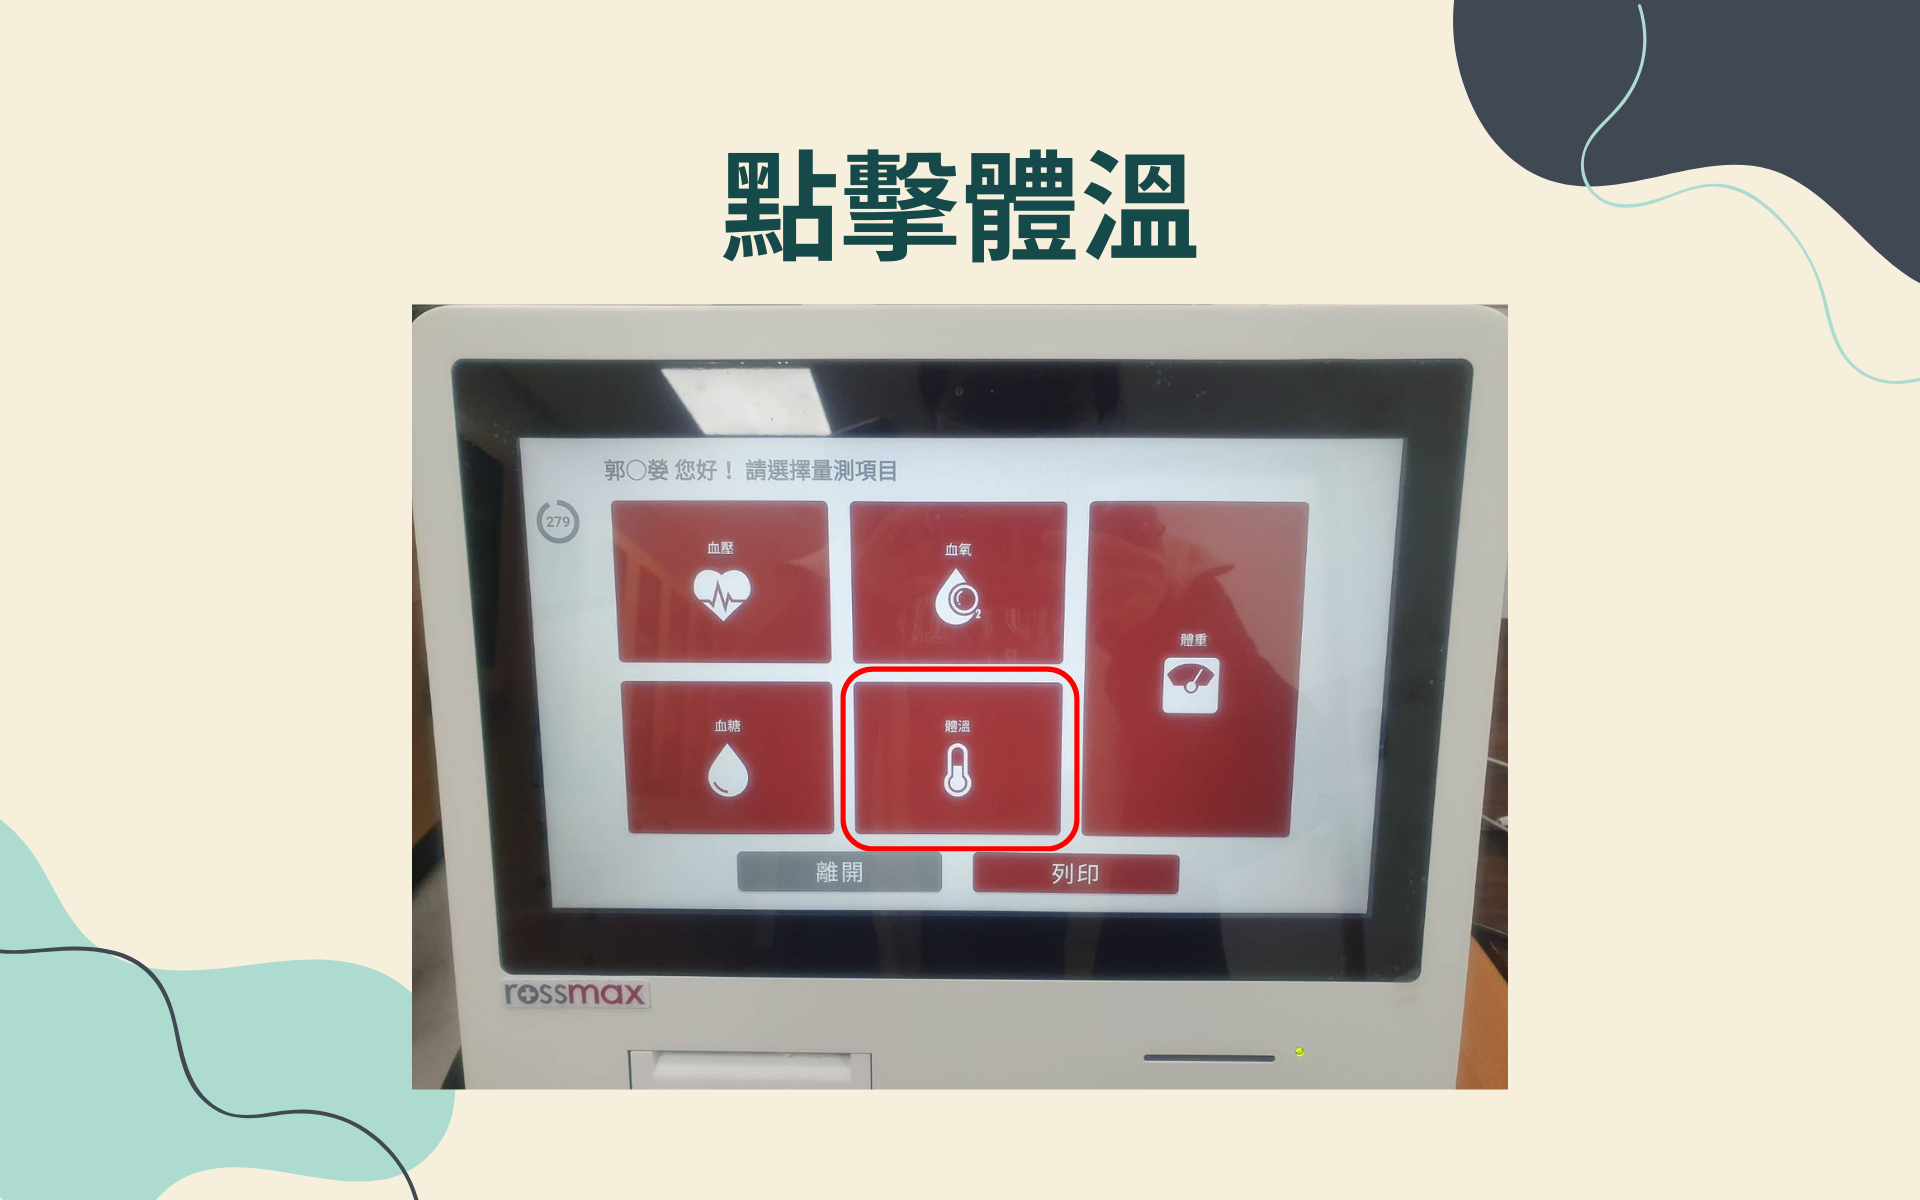 點擊體溫
郭〇嫈 您好！ 請選擇量測項目
279
血壓
血氧
2
體重
血糖
體溫
離開
列印
rossmax